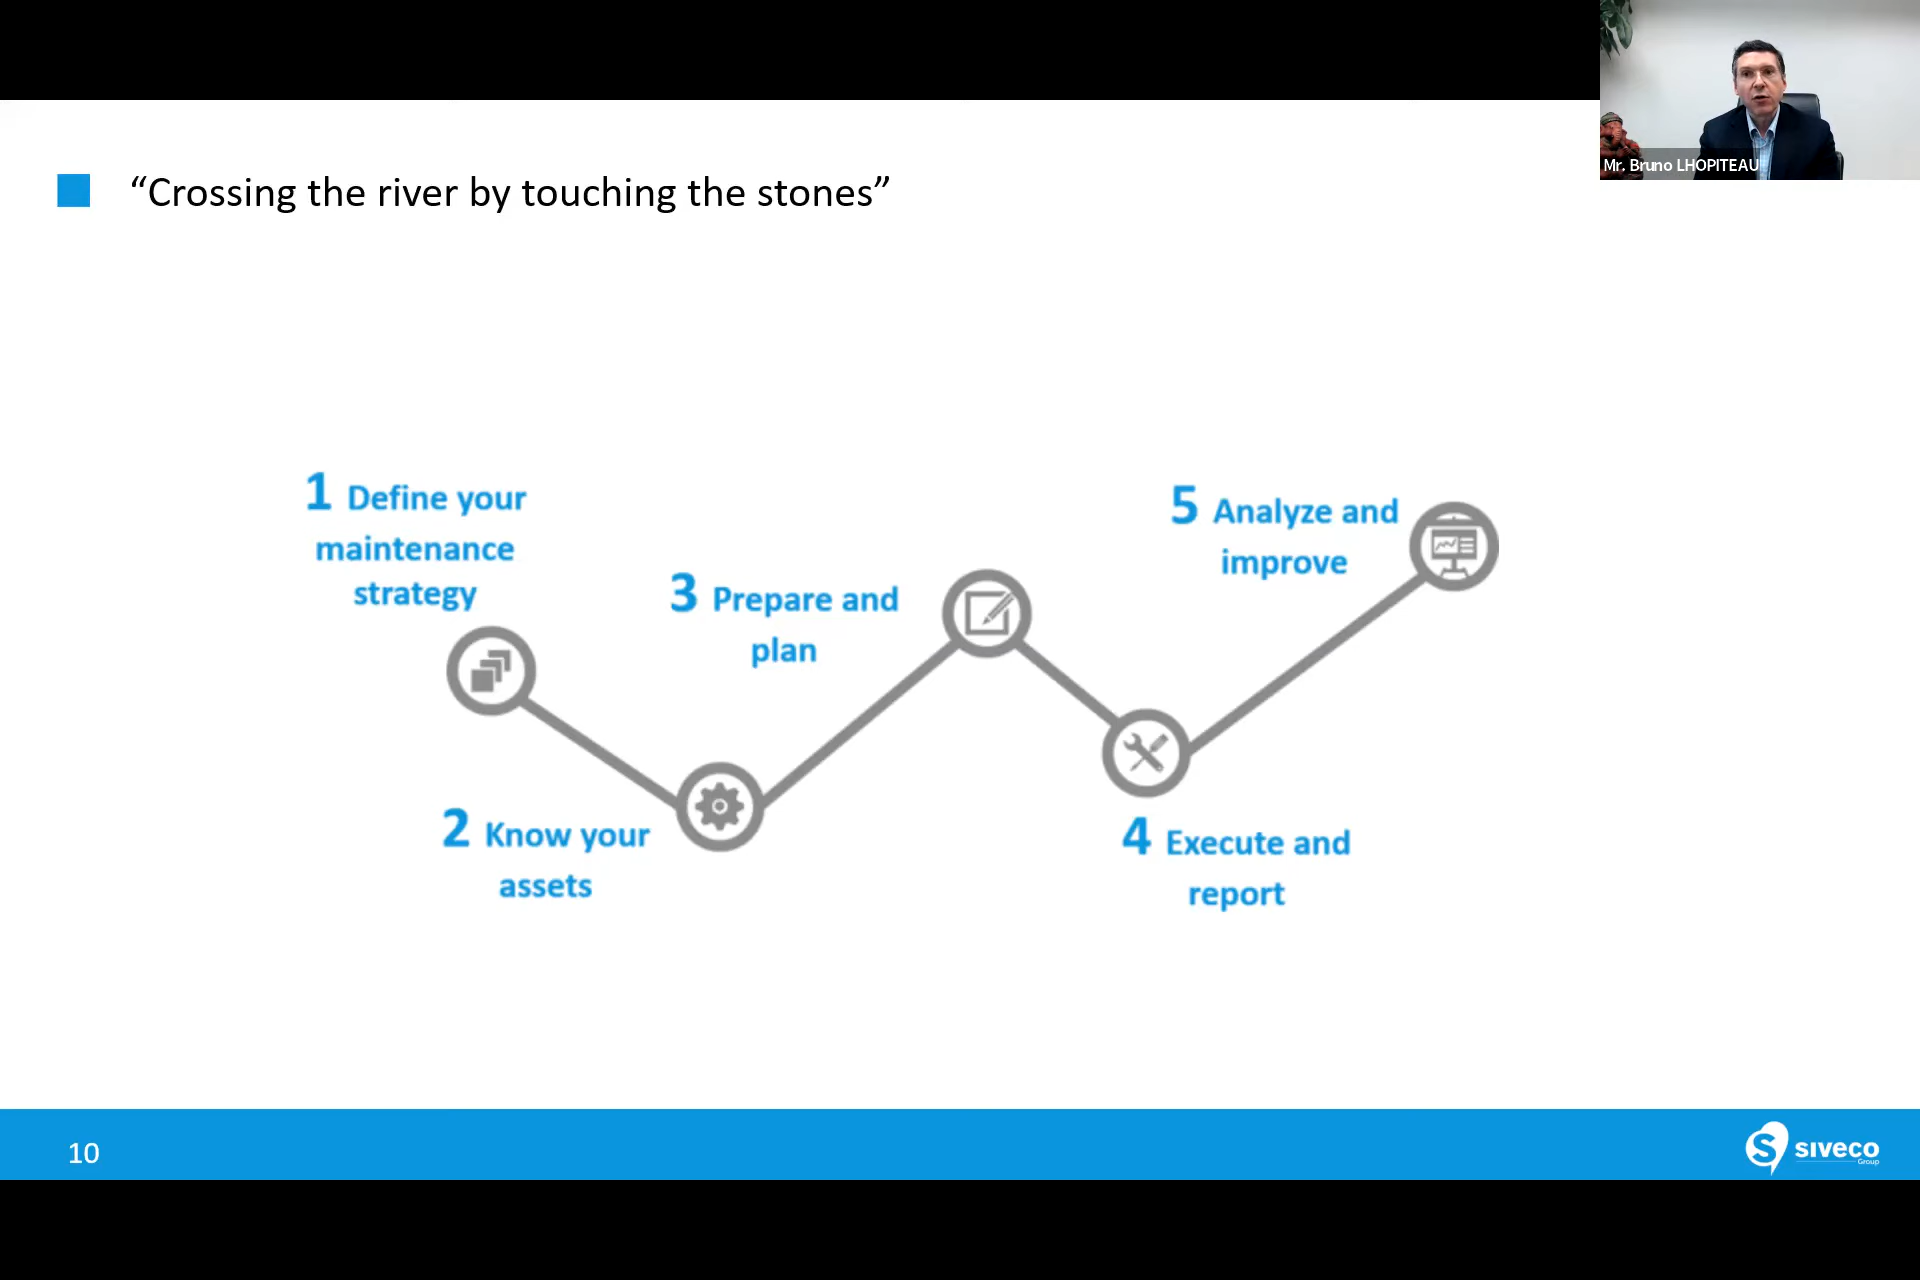 Mr. Bruno LHOPITEAU
“Crossing the river by touching the stones”
1 Define your
maintenance
strategy
2 Know your
assets
3 Prepare and
plan
4 Execute and
report
5 Analyze and
improve
10
S siveco
Group